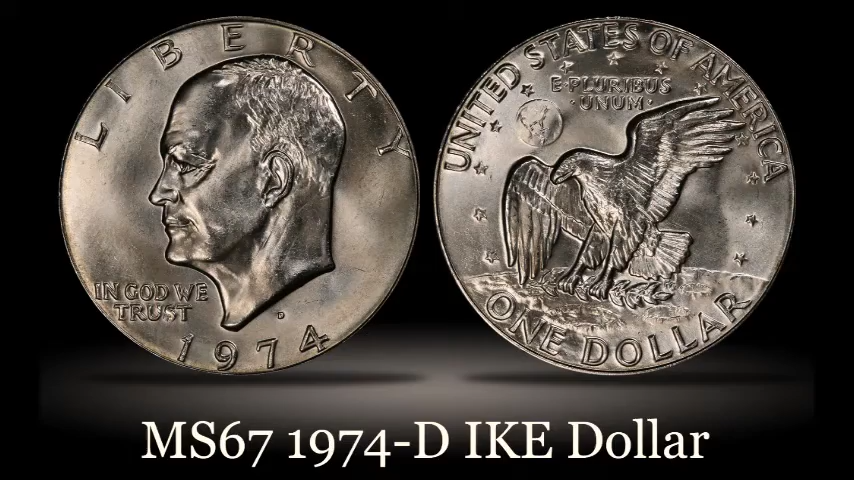 LIBERTY
IN GOD WE
TRUST
D
1974
UNITED STATES OF AMERICA
E·PLURIBUS
·UNUM·
ONE DOLLAR
MS67 1974-D IKE Dollar